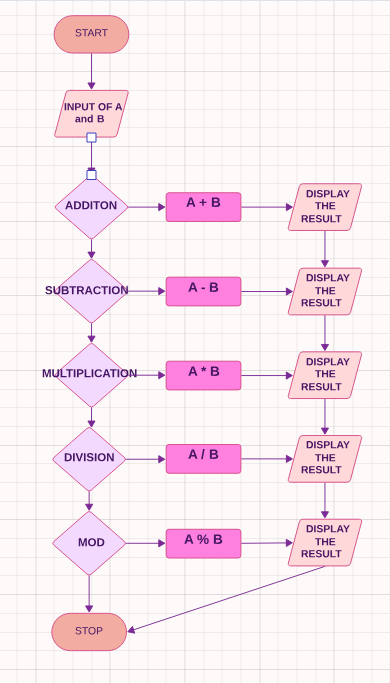 START
INPUT OF A
and B
ADDITON
A + B
DISPLAY
THE
RESULT
SUBTRACTION
A - B
DISPLAY
THE
RESULT
MULTIPLICATION
A * B
DISPLAY
THE
RESULT
DIVISION
A / B
DISPLAY
THE
RESULT
MOD
A % B
DISPLAY
THE
RESULT
STOP